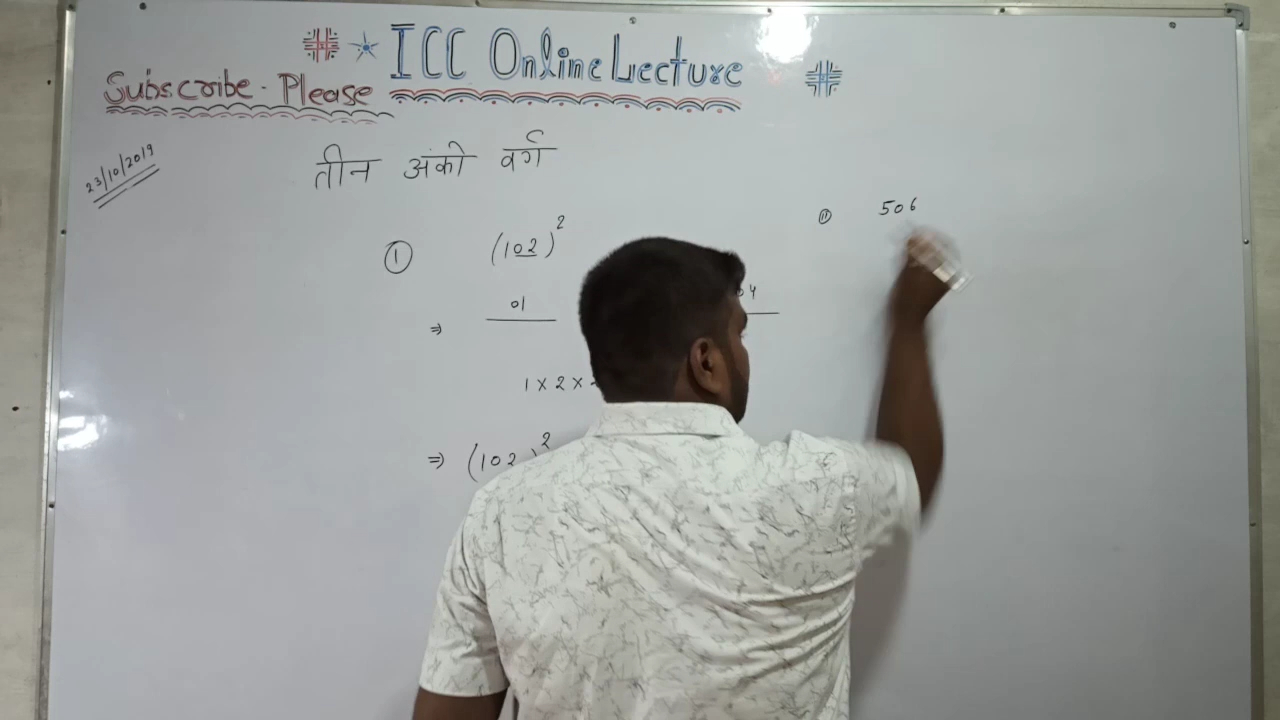 ICC Online Lecture
Subscribe. Please
23/10/2019
तीन अंको वर्ग
① (102)²
⇒ 01 04
1 × 2 ×
⇒ (102)²
⑪ 506